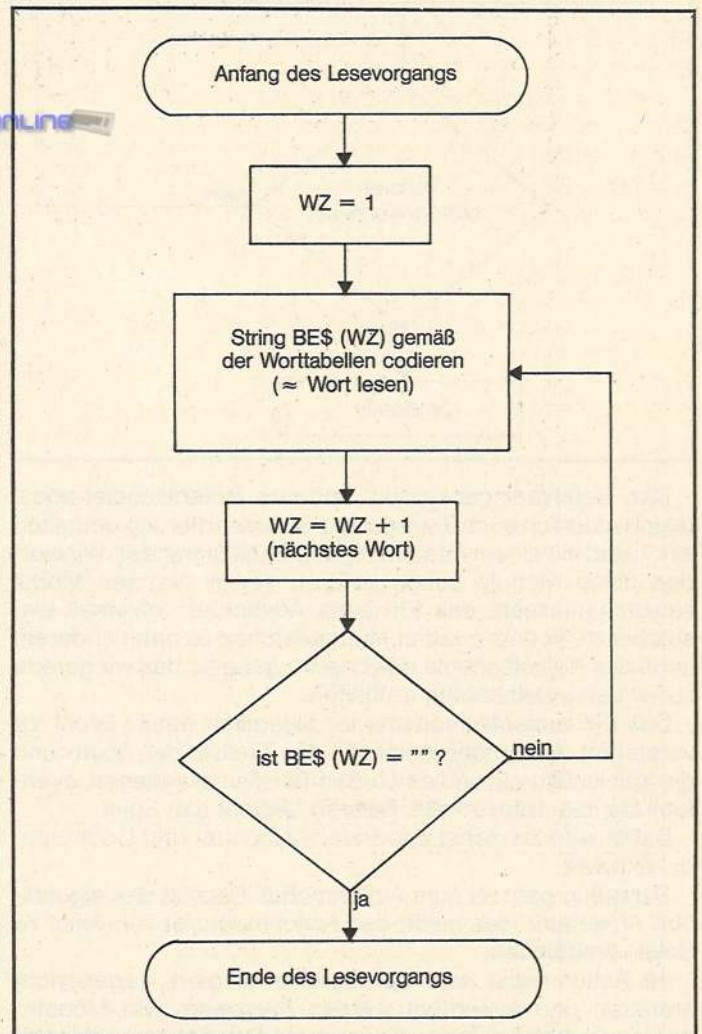 Anfang des Lesevorgangs
WZ = 1
String BE$ (WZ) gemäß
der Worttabellen codieren
(≈ Wort lesen)
WZ = WZ + 1
(nächstes Wort)
ist BE$ (WZ) = "" ?
nein
ja
Ende des Lesevorgangs